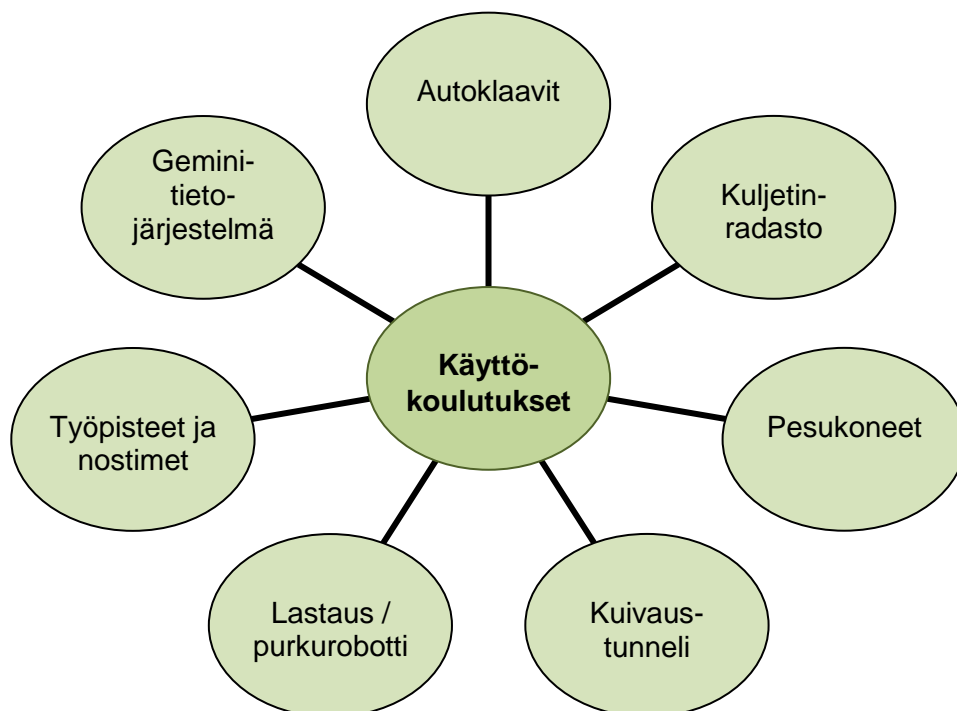 Autoklaavit
Gemini-
tieto-
järjestelmä
Kuljetin-
radasto
Käyttö-
koulutukset
Työpisteet ja
nostimet
Pesukoneet
Lastaus /
purkurobotti
Kuivaus-
tunneli